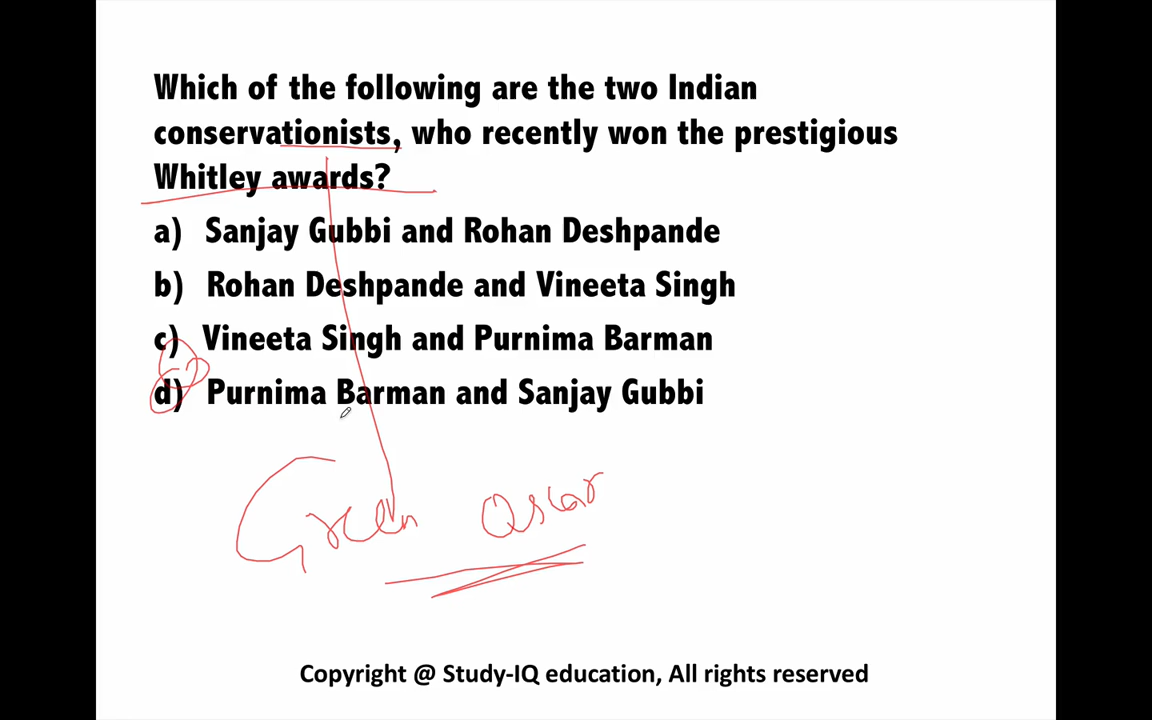 Which of the following are the two Indian
conservationists, who recently won the prestigious
Whitley awards?
a) Sanjay Gubbi and Rohan Deshpande
b) Rohan Deshpande and Vineeta Singh
c) Vineeta Singh and Purnima Barman
d) Purnima Barman and Sanjay Gubbi
Green Oscar
Copyright @ Study-IQ education, All rights reserved